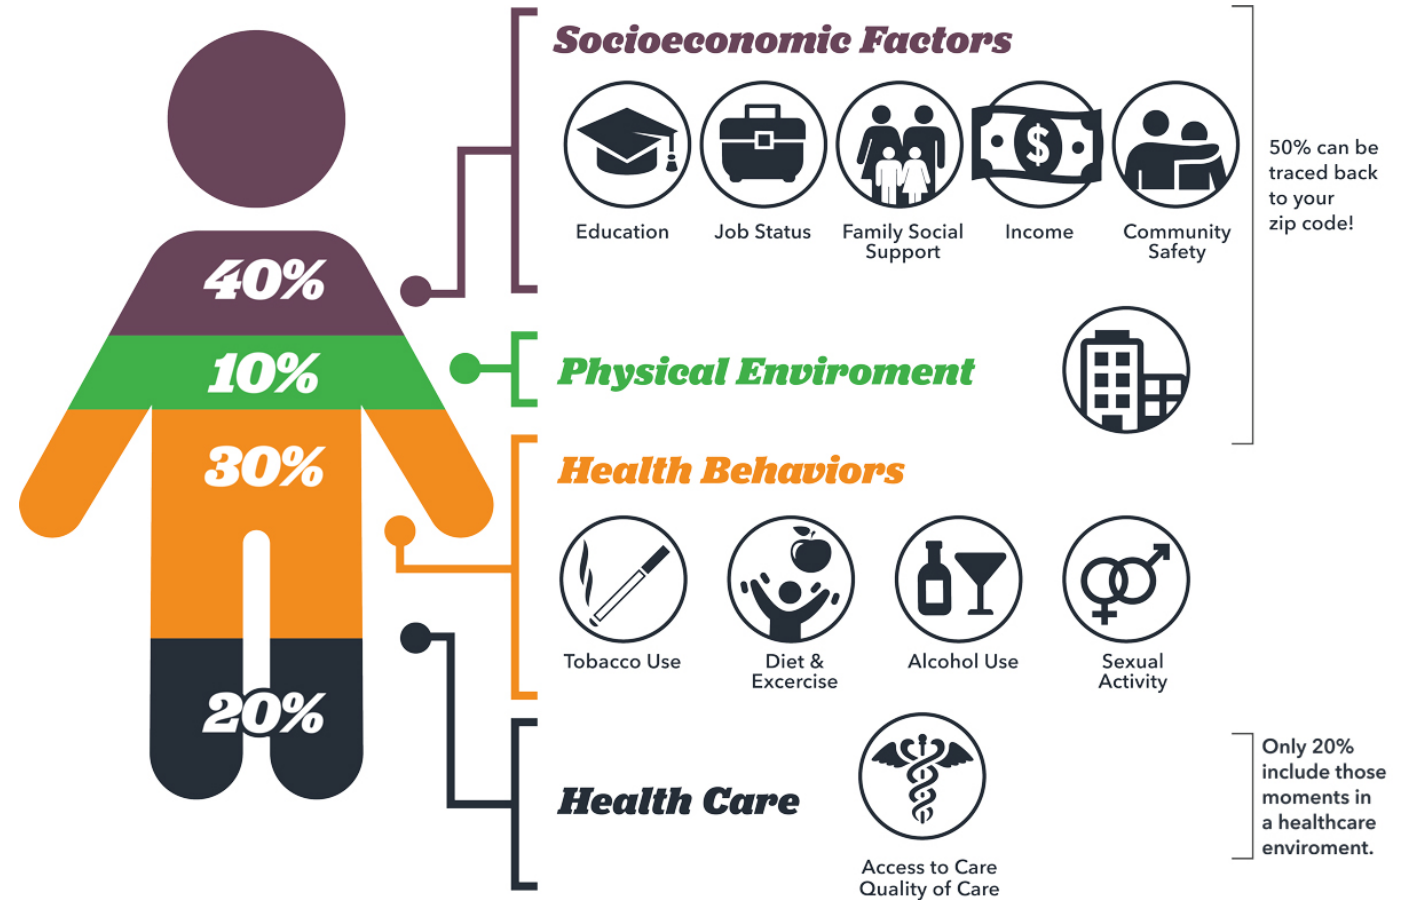 Socioeconomic Factors
Education
Job Status
Family Social
Support
Income
Community
Safety
50% can be
traced back
to your
zip code!
40%
10%
Physical Enviroment
30%
Health Behaviors
Tobacco Use
Diet &
Excercise
Alcohol Use
Sexual
Activity
20%
Health Care
Access to Care
Quality of Care
Only 20%
include those
moments in
a healthcare
enviroment.
$